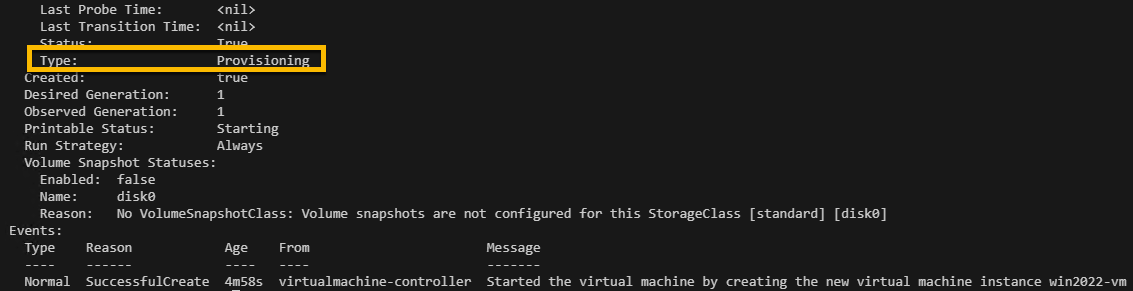 Last Probe Time: <nil>
Last Transition Time: <nil>
Status: True
Type: Provisioning
Created: true
Desired Generation: 1
Observed Generation: 1
Printable Status: Starting
Run Strategy: Always
Volume Snapshot Statuses:
Enabled: false
Name: disk0
Reason: No VolumeSnapshotClass: Volume snapshots are not configured for this StorageClass [standard] [disk0]
Events:
Type Reason Age From Message
---- ------ ---- ---- -------
Normal SuccessfulCreate 4m58s virtualmachine-controller Started the virtual machine by creating the new virtual machine instance win2022-vm